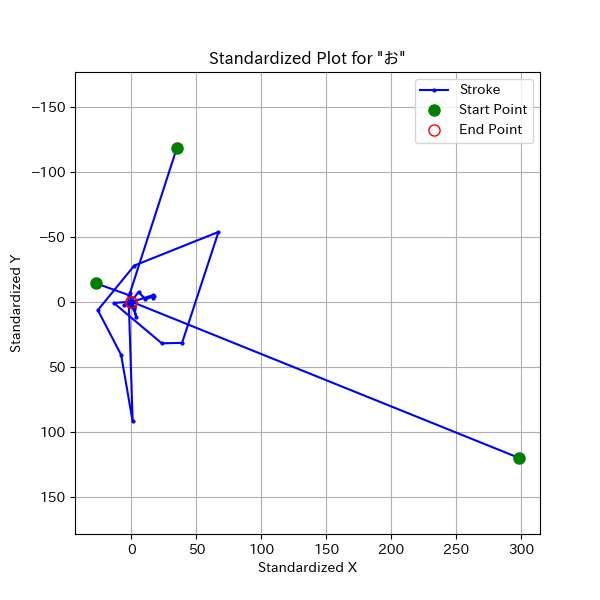 Standardized Plot for "お"
Stroke
Start Point
End Point
−150
−100
−50
0
50
100
150
Standardized Y
0 50 100 150 200 250 300
Standardized X